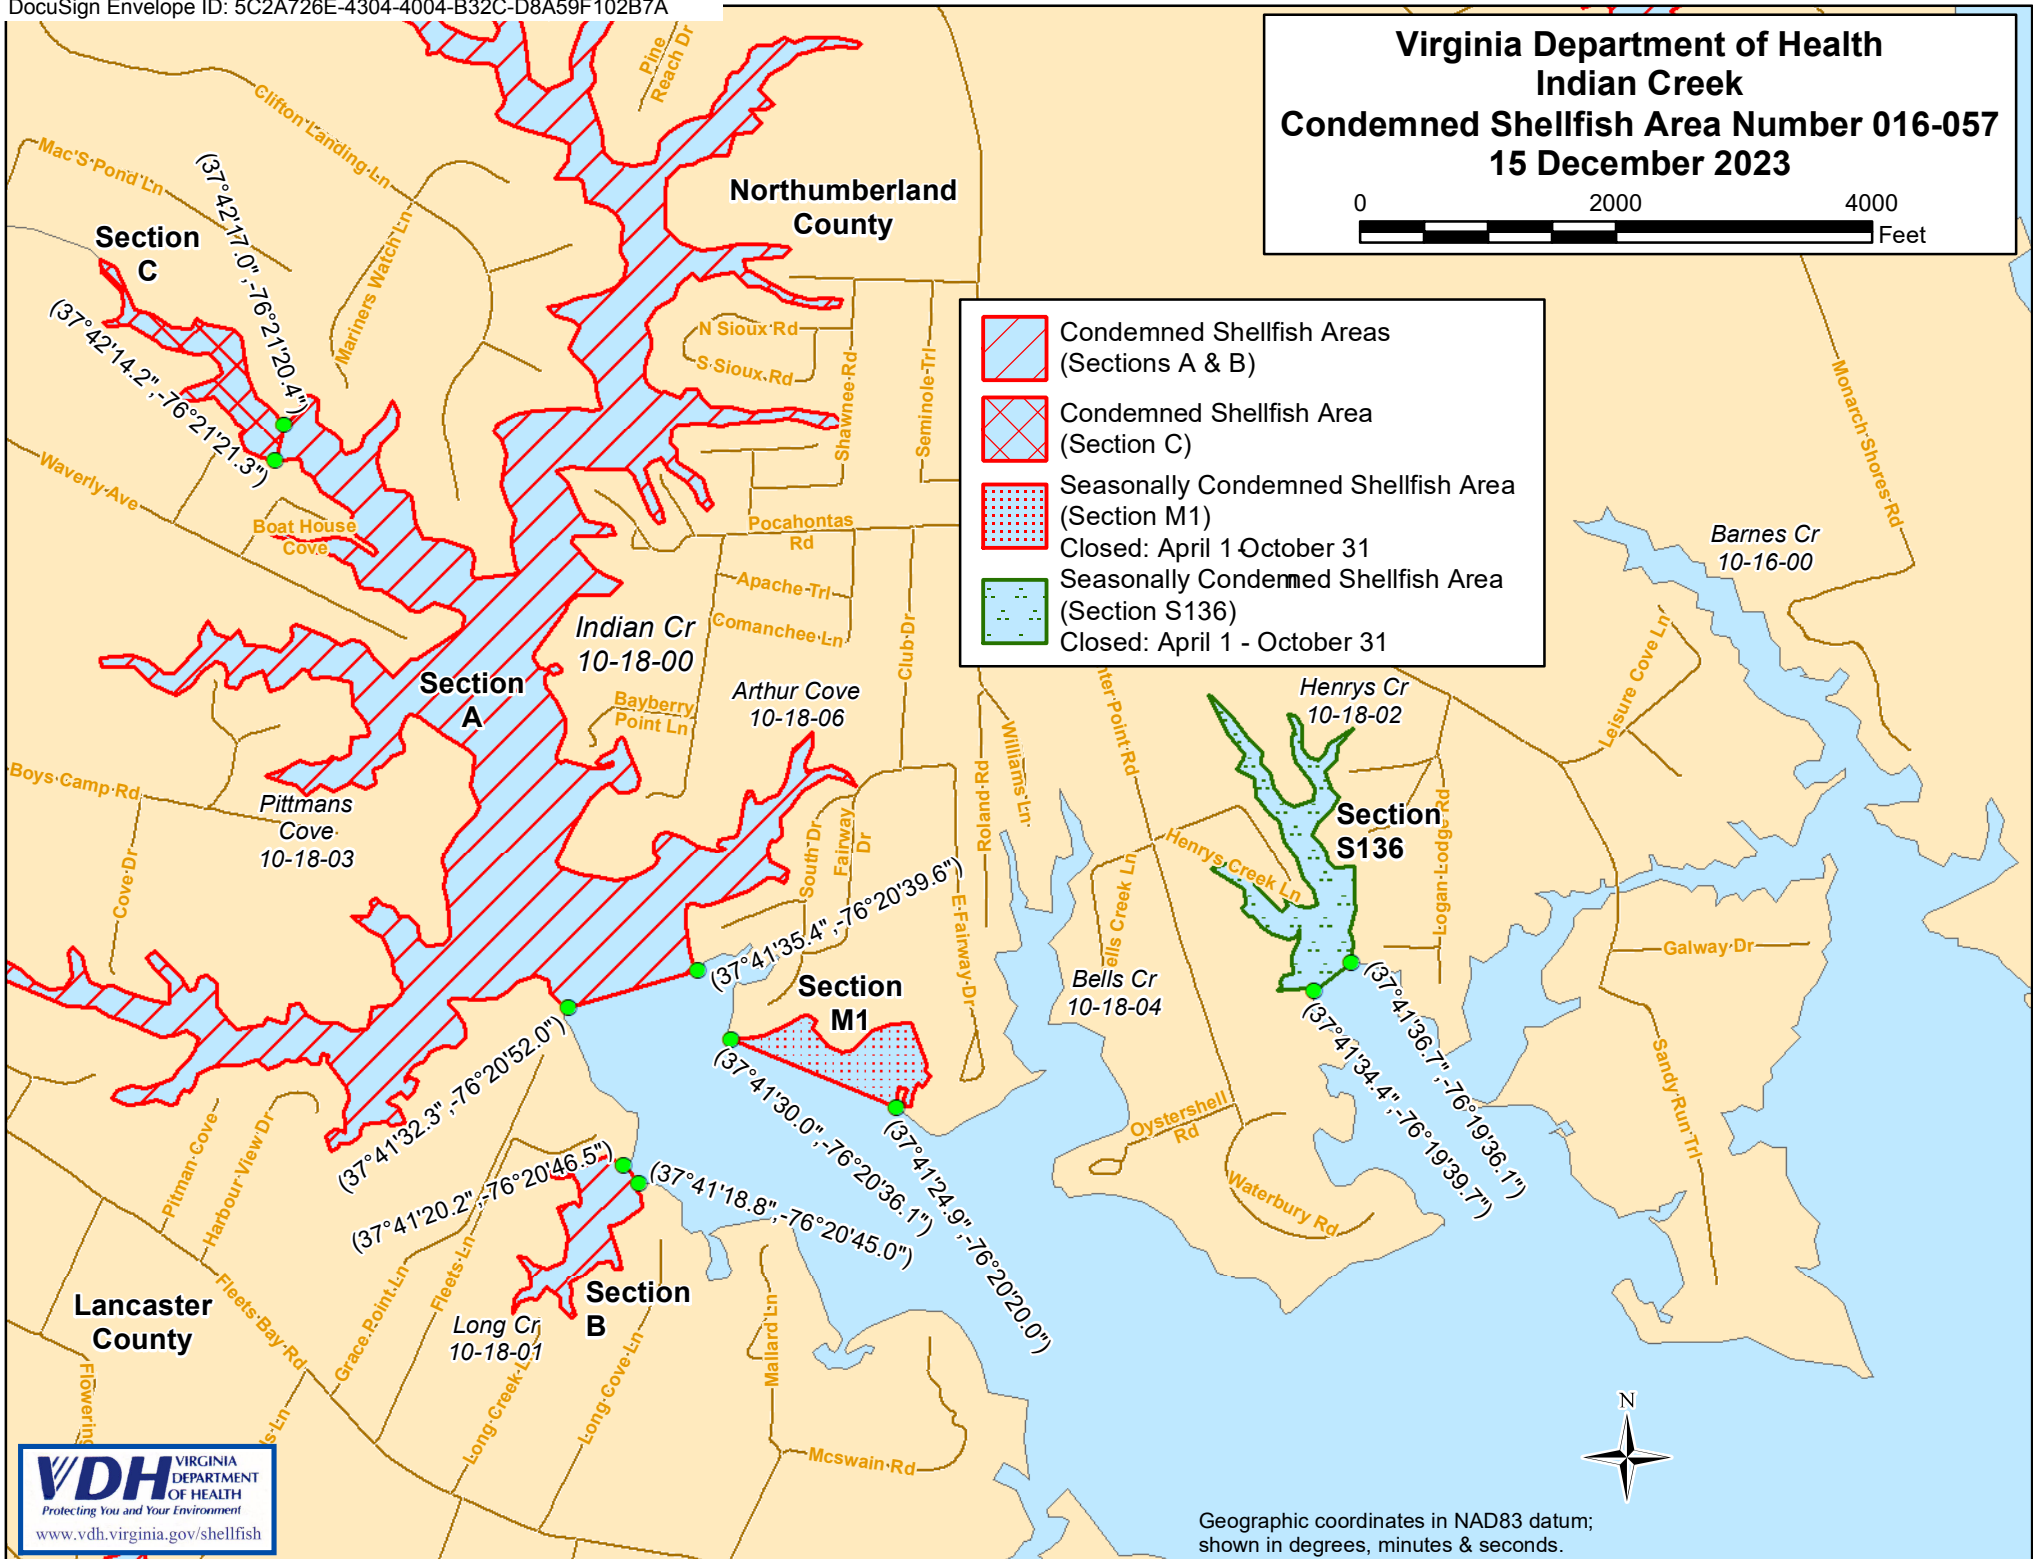 DocuSign Envelope ID: 5C2A726E-4304-4004-B32C-D8A59F102B7A
Virginia Department of Health
Indian Creek
Condemned Shellfish Area Number 016-057
15 December 2023
0 2000 4000
Feet
Pine
Reach Dr
Clifton Landing Ln
Mac'S Pond Ln
Northumberland
County
(37°42'17.0",-76°21'20.4")
Section
C
Mariners Watch Ln
(37°42'14.2",-76°21'21.3")
N Sioux Rd
S Sioux Rd
Shawnee Rd
Seminole Trl
Condemned Shellfish Areas
(Sections A & B)
Condemned Shellfish Area
(Section C)
Seasonally Condemned Shellfish Area
(Section M1)
Closed: April 1-October 31
Seasonally Condemned Shellfish Area
(Section S136)
Closed: April 1 - October 31
Monarch Shores Rd
Waverly Ave
Boat House
Cove
Pocahontas
Rd
Barnes Cr
10-16-00
Apache Trl
Comanchee Ln
Club Dr
Indian Cr
10-18-00
Leisure Cove Ln
Section
A
Bayberry
Point Ln
Arthur Cove
10-18-06
Henrys Cr
10-18-02
nter Point Rd
Williams Ln
Roland Rd
Boys Camp Rd
Pittmans
Cove
10-18-03
Cove Dr
South Dr
Fairway
Dr
Section
S136
Henrys Creek Ln
Logan Lodge Rd
(37°41'35.4",-76°20'39.6")
E Fairway Dr
ells Creek Ln
Galway Dr
Bells Cr
10-18-04
Section
M1
(37°41'36.7",-76°19'36.1")
(37°41'34.4",-76°19'39.7")
(37°41'32.3",-76°20'52.0")
(37°41'30.0",-76°20'36.1")
(37°41'24.9",-76°20'20.0")
Sandy Run Trl
Oystershell
Rd
Waterbury Rd
Pitman Cove
Harbour View Dr
(37°41'20.2",-76°20'46.5")
(37°41'18.8",-76°20'45.0")
Section
B
Lancaster
County
Fleets Bay Rd
Grace Point Ln
Fleets Ln
Long Cr
10-18-01
Long Creek L
Long Cove Ln
Mallard Ln
Mcswain Rd
Flowering
ls Ln
N
VDH
VIRGINIA
DEPARTMENT
OF HEALTH
Protecting You and Your Environment
www.vdh.virginia.gov/shellfish
Geographic coordinates in NAD83 datum;
shown in degrees, minutes & seconds.